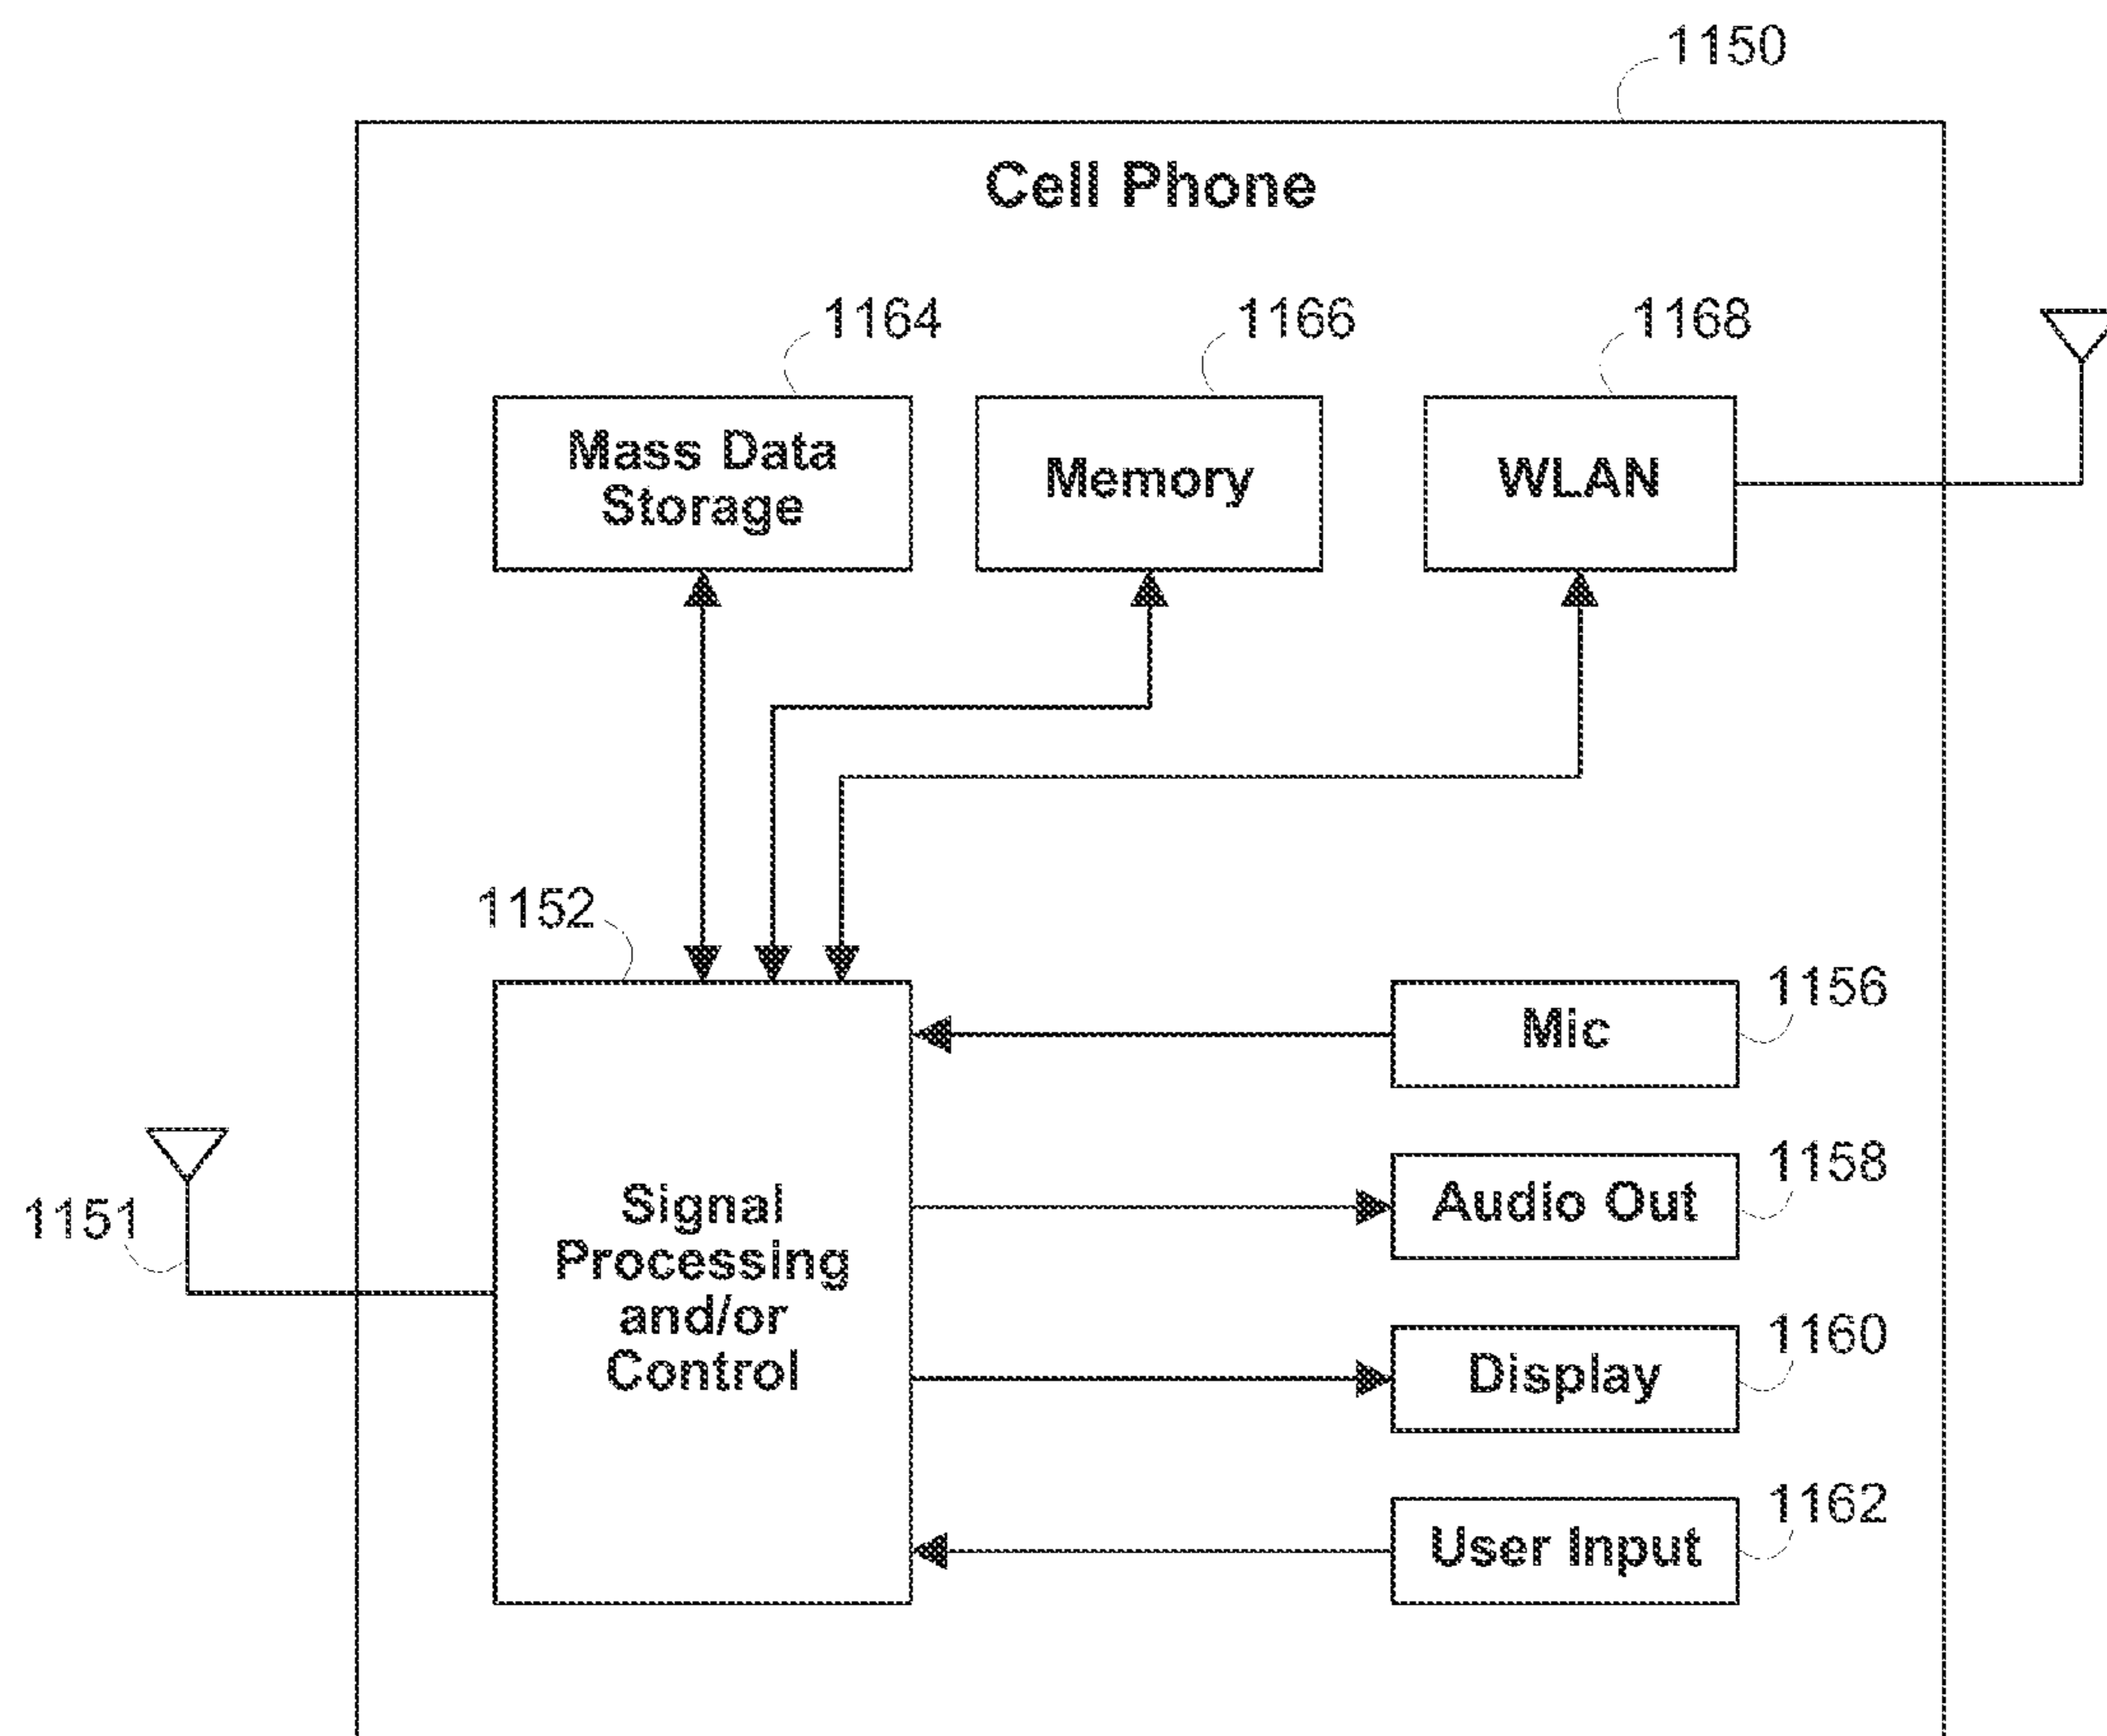 1150
Cell Phone
1164
1166
1168
Mass Data
Storage
Memory
WLAN
1152
1156
Mic
1158
Audio Out
1151
Signal
Processing
and/or
Control
1160
Display
1162
User Input